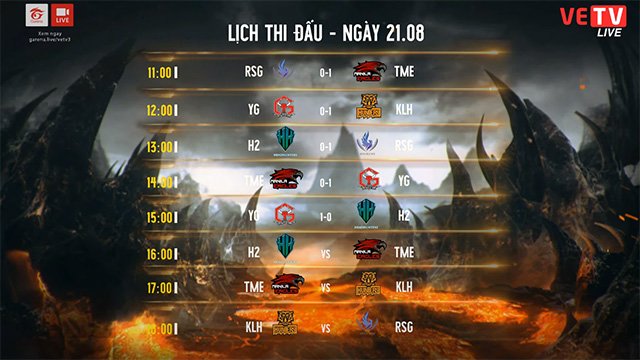 Garena
LIVE
Xem ngay
garena.live/vetv3
VETV
LIVE
LỊCH THI ĐẤU - NGÀY 21.08
11:00 RSG 0-1 TME
12:00 YG 0-1 KLH
13:00 H2 0-1 RSG
14:00 TME 0-1 YG
15:00 YG 1-0 H2
16:00 H2 VS TME
17:00 TME VS KLH
18:00 KLH VS RSG